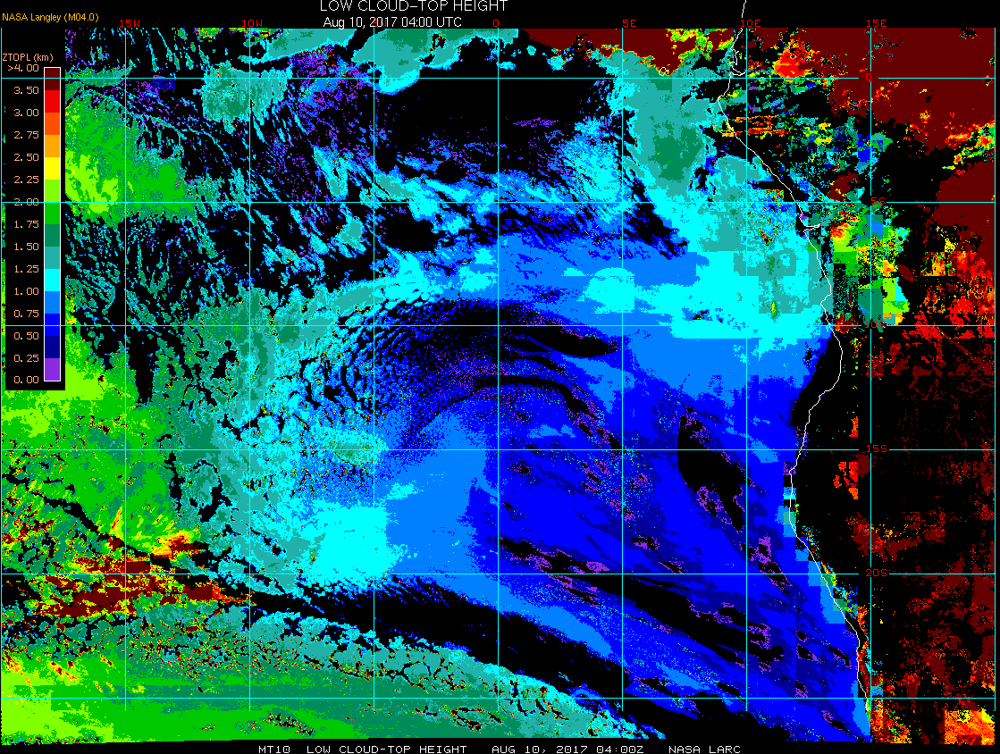 LOW CLOUD-TOP HEIGHT
NASA Langley (M04.0)
Aug 10, 2017 04:00 UTC
15W 10W 0 5E 10E 15E
ZTOPL (km)
>4.00
3.50
3.00
2.75
2.50
2.25
2.00
1.75
1.50
1.25
1.00
0.75
0.50
0.25
0.00
0
5S
10S
15S
20S
MT10 LOW CLOUD-TOP HEIGHT AUG 10, 2017 04:00Z NASA LARC